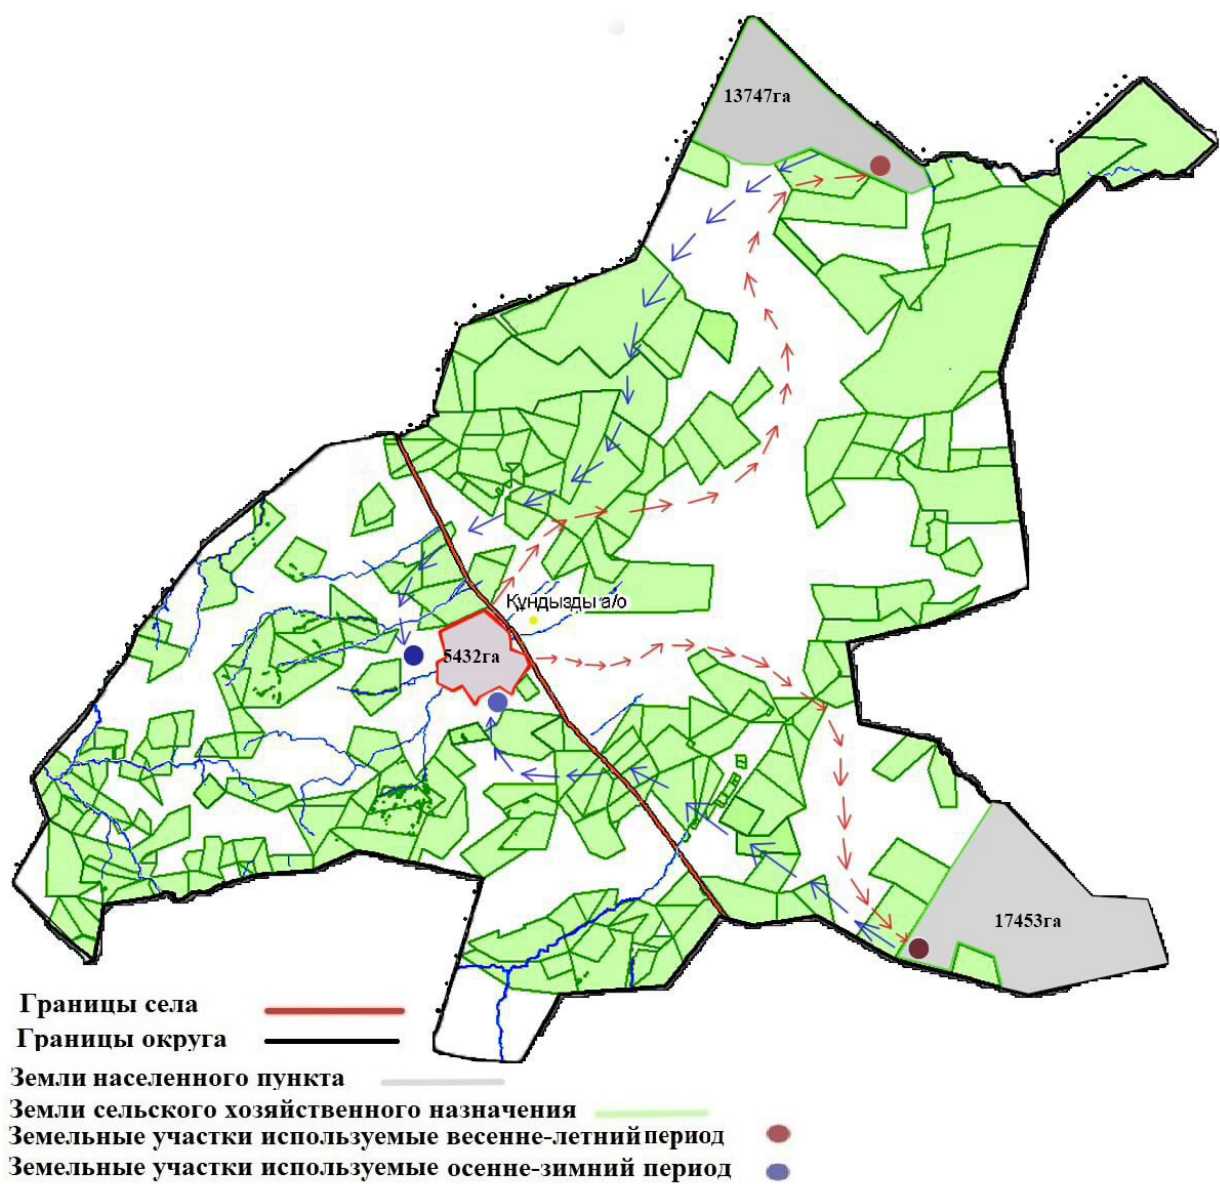 13747га
Құндызды а/о
5432га
17453га
Границы села
Границы округа
Земли населенного пункта
Земли сельского хозяйственного назначения
Земельные участки используемые весенне-летний период
Земельные участки используемые осенне-зимний период